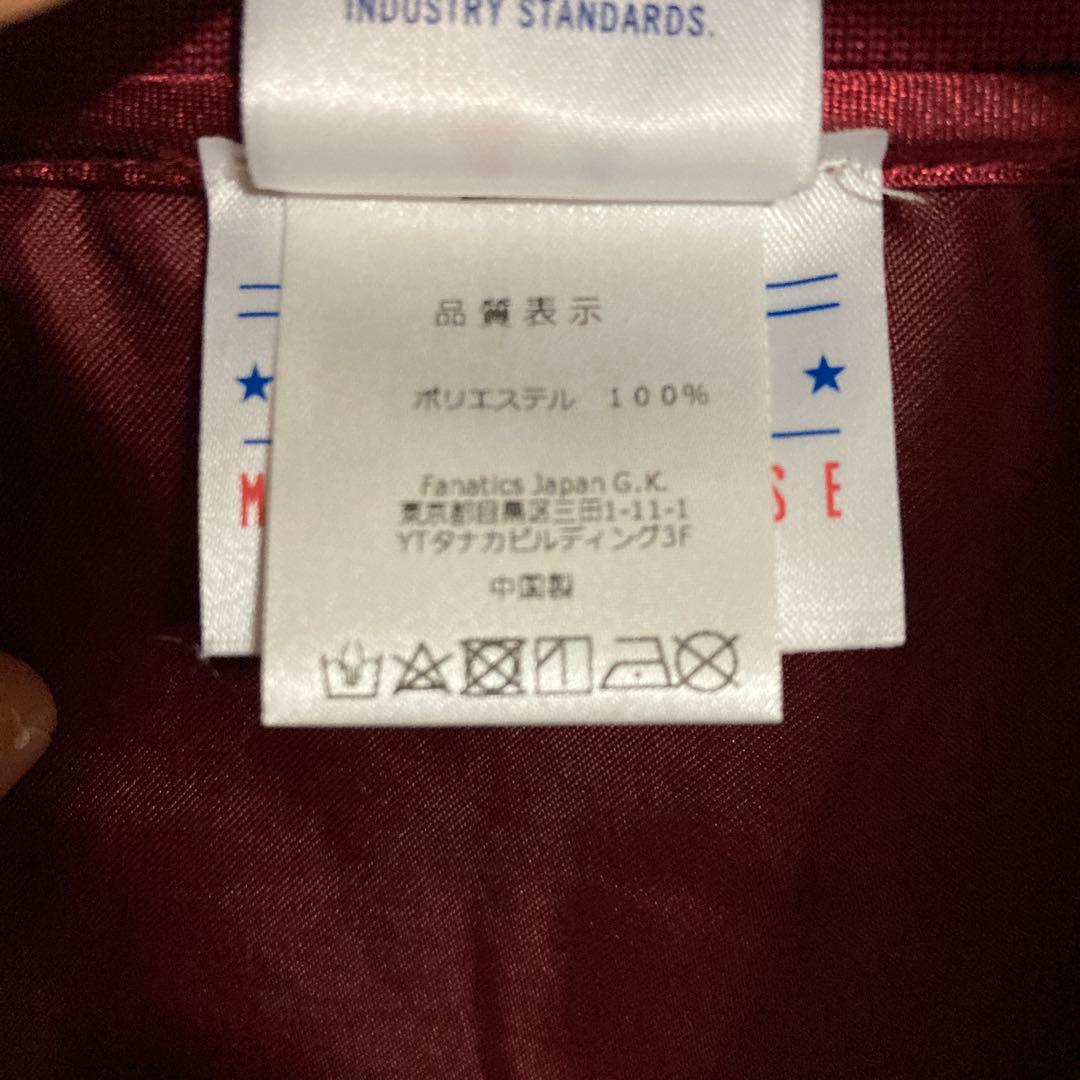 INDUSTRY STANDARDS.
品質表示
ポリエステル 100%
M SE
Fanatics Japan G.K.
東京都目黒区三田1-11-1
YTタナカビルディング3F
中国製